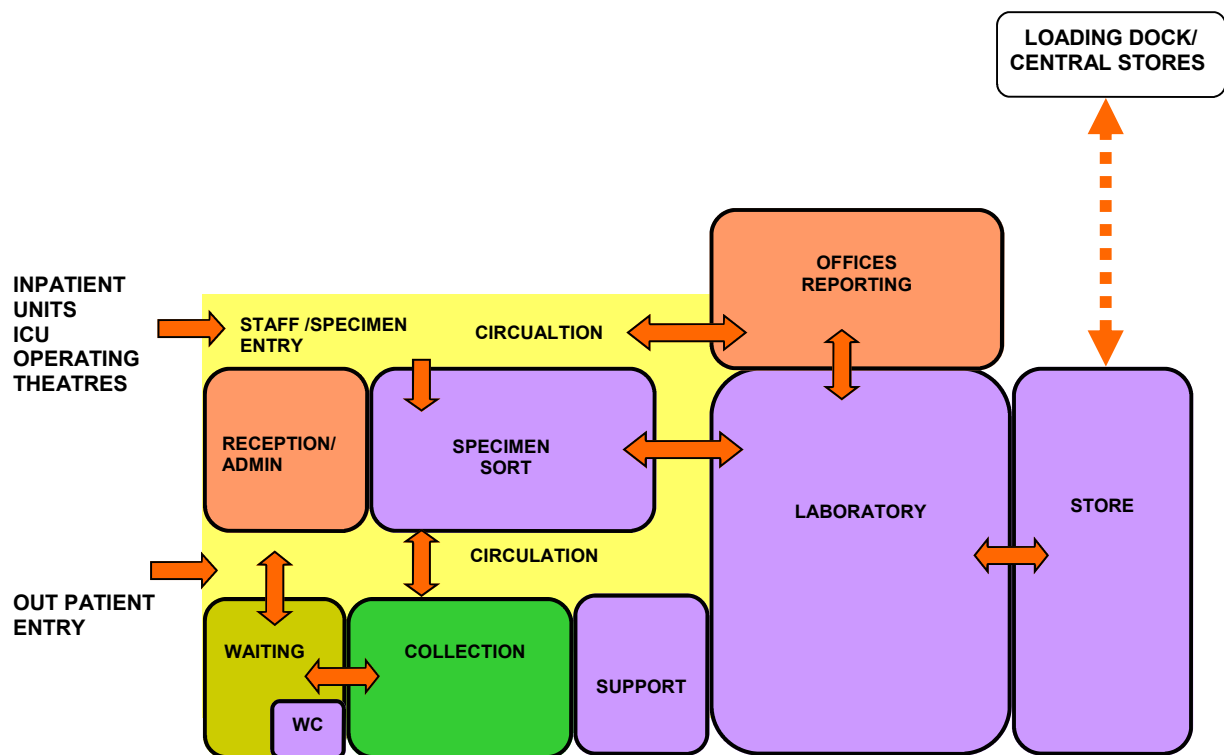 LOADING DOCK/
CENTRAL STORES
OFFICES
REPORTING
INPATIENT
UNITS
ICU
OPERATING
THEATRES
STAFF /SPECIMEN
ENTRY
CIRCUALTION
RECEPTION/
ADMIN
SPECIMEN
SORT
LABORATORY
STORE
CIRCULATION
OUT PATIENT
ENTRY
WAITING
COLLECTION
SUPPORT
WC